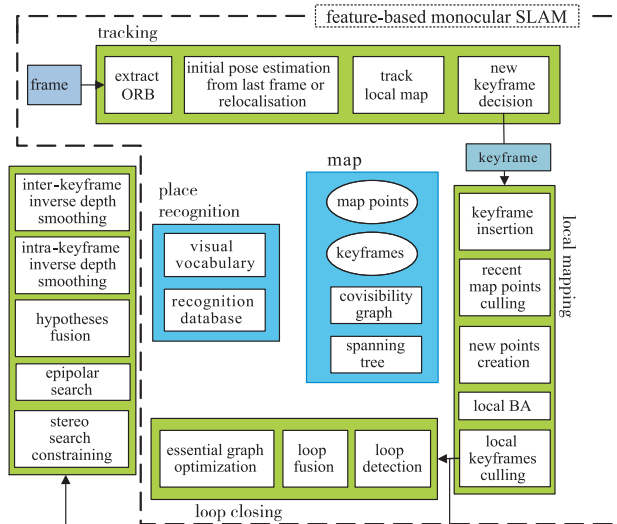 feature-based monocular SLAM
tracking
frame
extract
ORB
initial pose estimation
from last frame or
relocalisation
track
local map
new
keyframe
decision
keyframe
inter-keyframe
inverse depth
smoothing
intra-keyframe
inverse depth
smoothing
hypotheses
fusion
epipolar
search
stereo
search
constraining
place
recognition
visual
vocabulary
recognition
database
map
map points
keyframes
covisibility
graph
spanning
tree
local mapping
keyframe
insertion
recent
map points
culling
new points
creation
local BA
local
keyframes
culling
essential graph
optimization
loop
fusion
loop
detection
loop closing